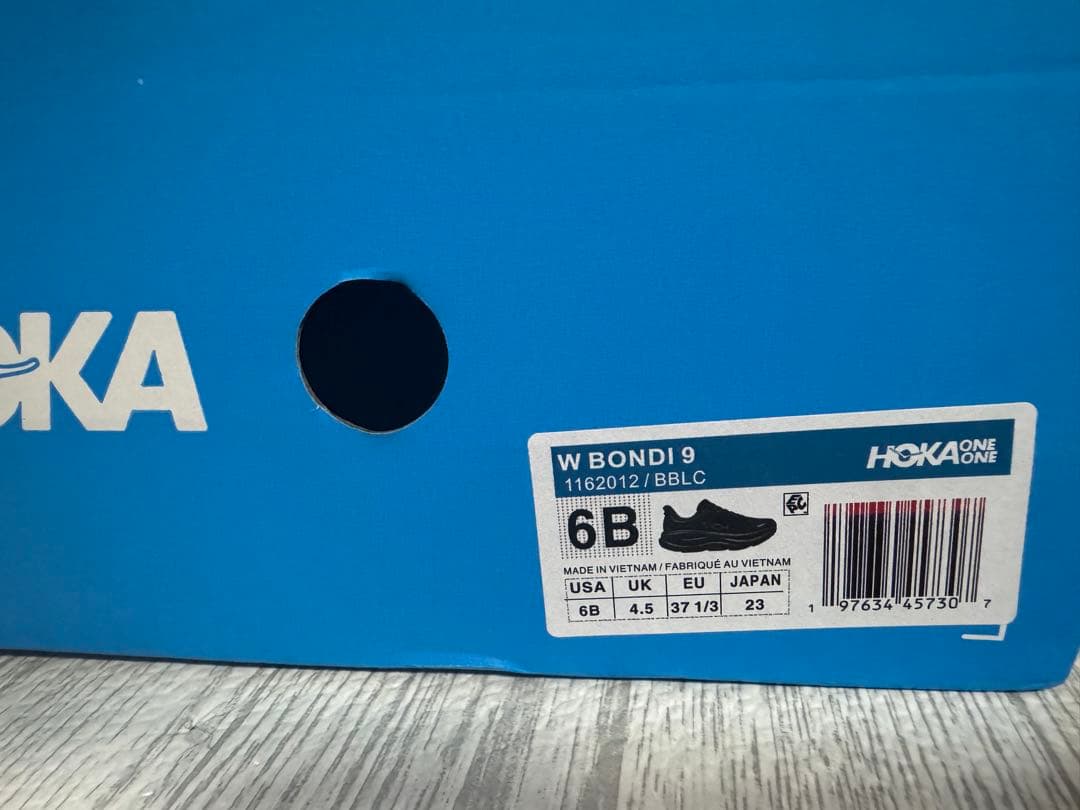 HOKA
W BONDI 9
HOKA ONE ONE
1162012 / BBLC
6B
MADE IN VIETNAM / FABRIQUÉ AU VIETNAM
USA UK EU JAPAN
6B 4.5 37 1/3 23
1 97634 45730 7